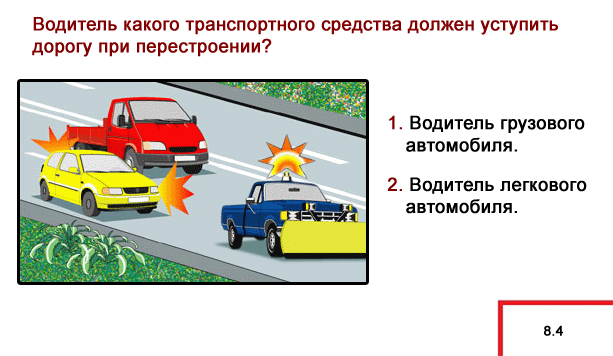 Водитель какого транспортного средства должен уступить
дорогу при перестроении?
1. Водитель грузового
автомобиля.
2. Водитель легкового
автомобиля.
8.4